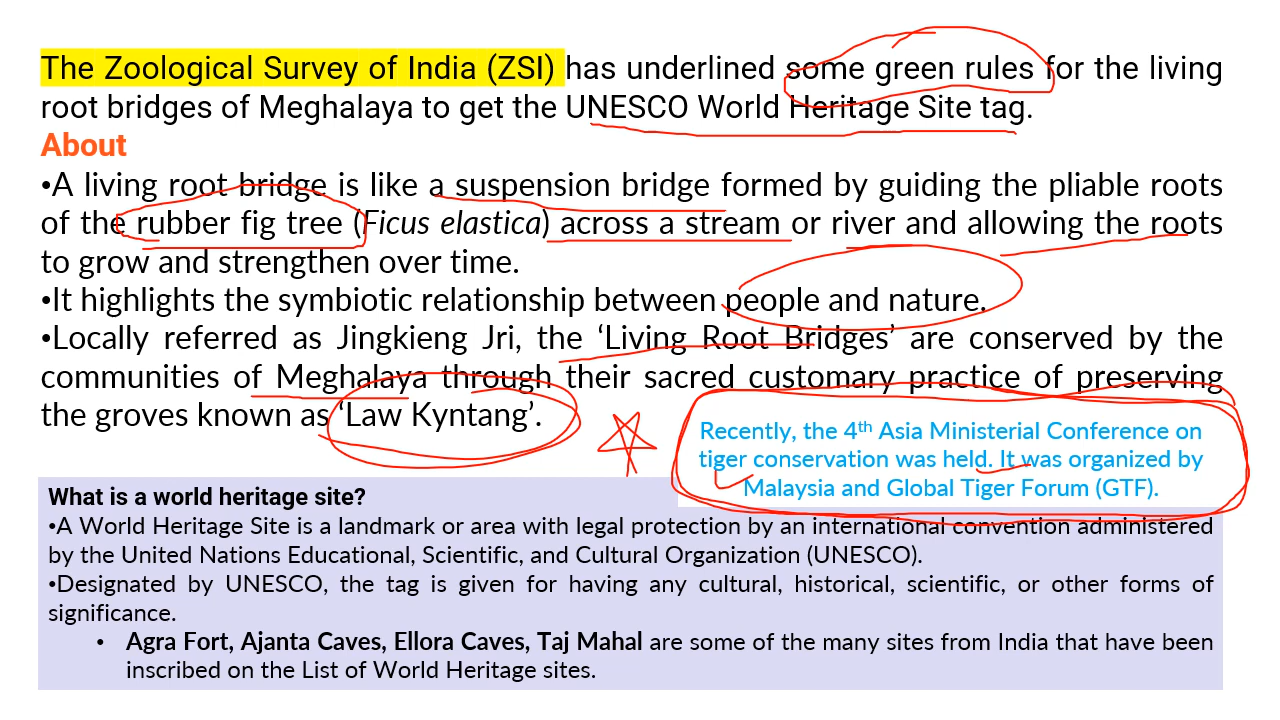 The Zoological Survey of India (ZSI) has underlined some green rules for the living
root bridges of Meghalaya to get the UNESCO World Heritage Site tag.
About
•A living root bridge is like a suspension bridge formed by guiding the pliable roots
of the rubber fig tree (Ficus elastica) across a stream or river and allowing the roots
to grow and strengthen over time.
•It highlights the symbiotic relationship between people and nature.
•Locally referred as Jingkieng Jri, the ‘Living Root Bridges’ are conserved by the
communities of Meghalaya through their sacred customary practice of preserving
the groves known as ‘Law Kyntang’.
Recently, the 4th Asia Ministerial Conference on
tiger conservation was held. It was organized by
Malaysia and Global Tiger Forum (GTF).
What is a world heritage site?
•A World Heritage Site is a landmark or area with legal protection by an international convention administered
by the United Nations Educational, Scientific, and Cultural Organization (UNESCO).
•Designated by UNESCO, the tag is given for having any cultural, historical, scientific, or other forms of
significance.
• Agra Fort, Ajanta Caves, Ellora Caves, Taj Mahal are some of the many sites from India that have been
inscribed on the List of World Heritage sites.